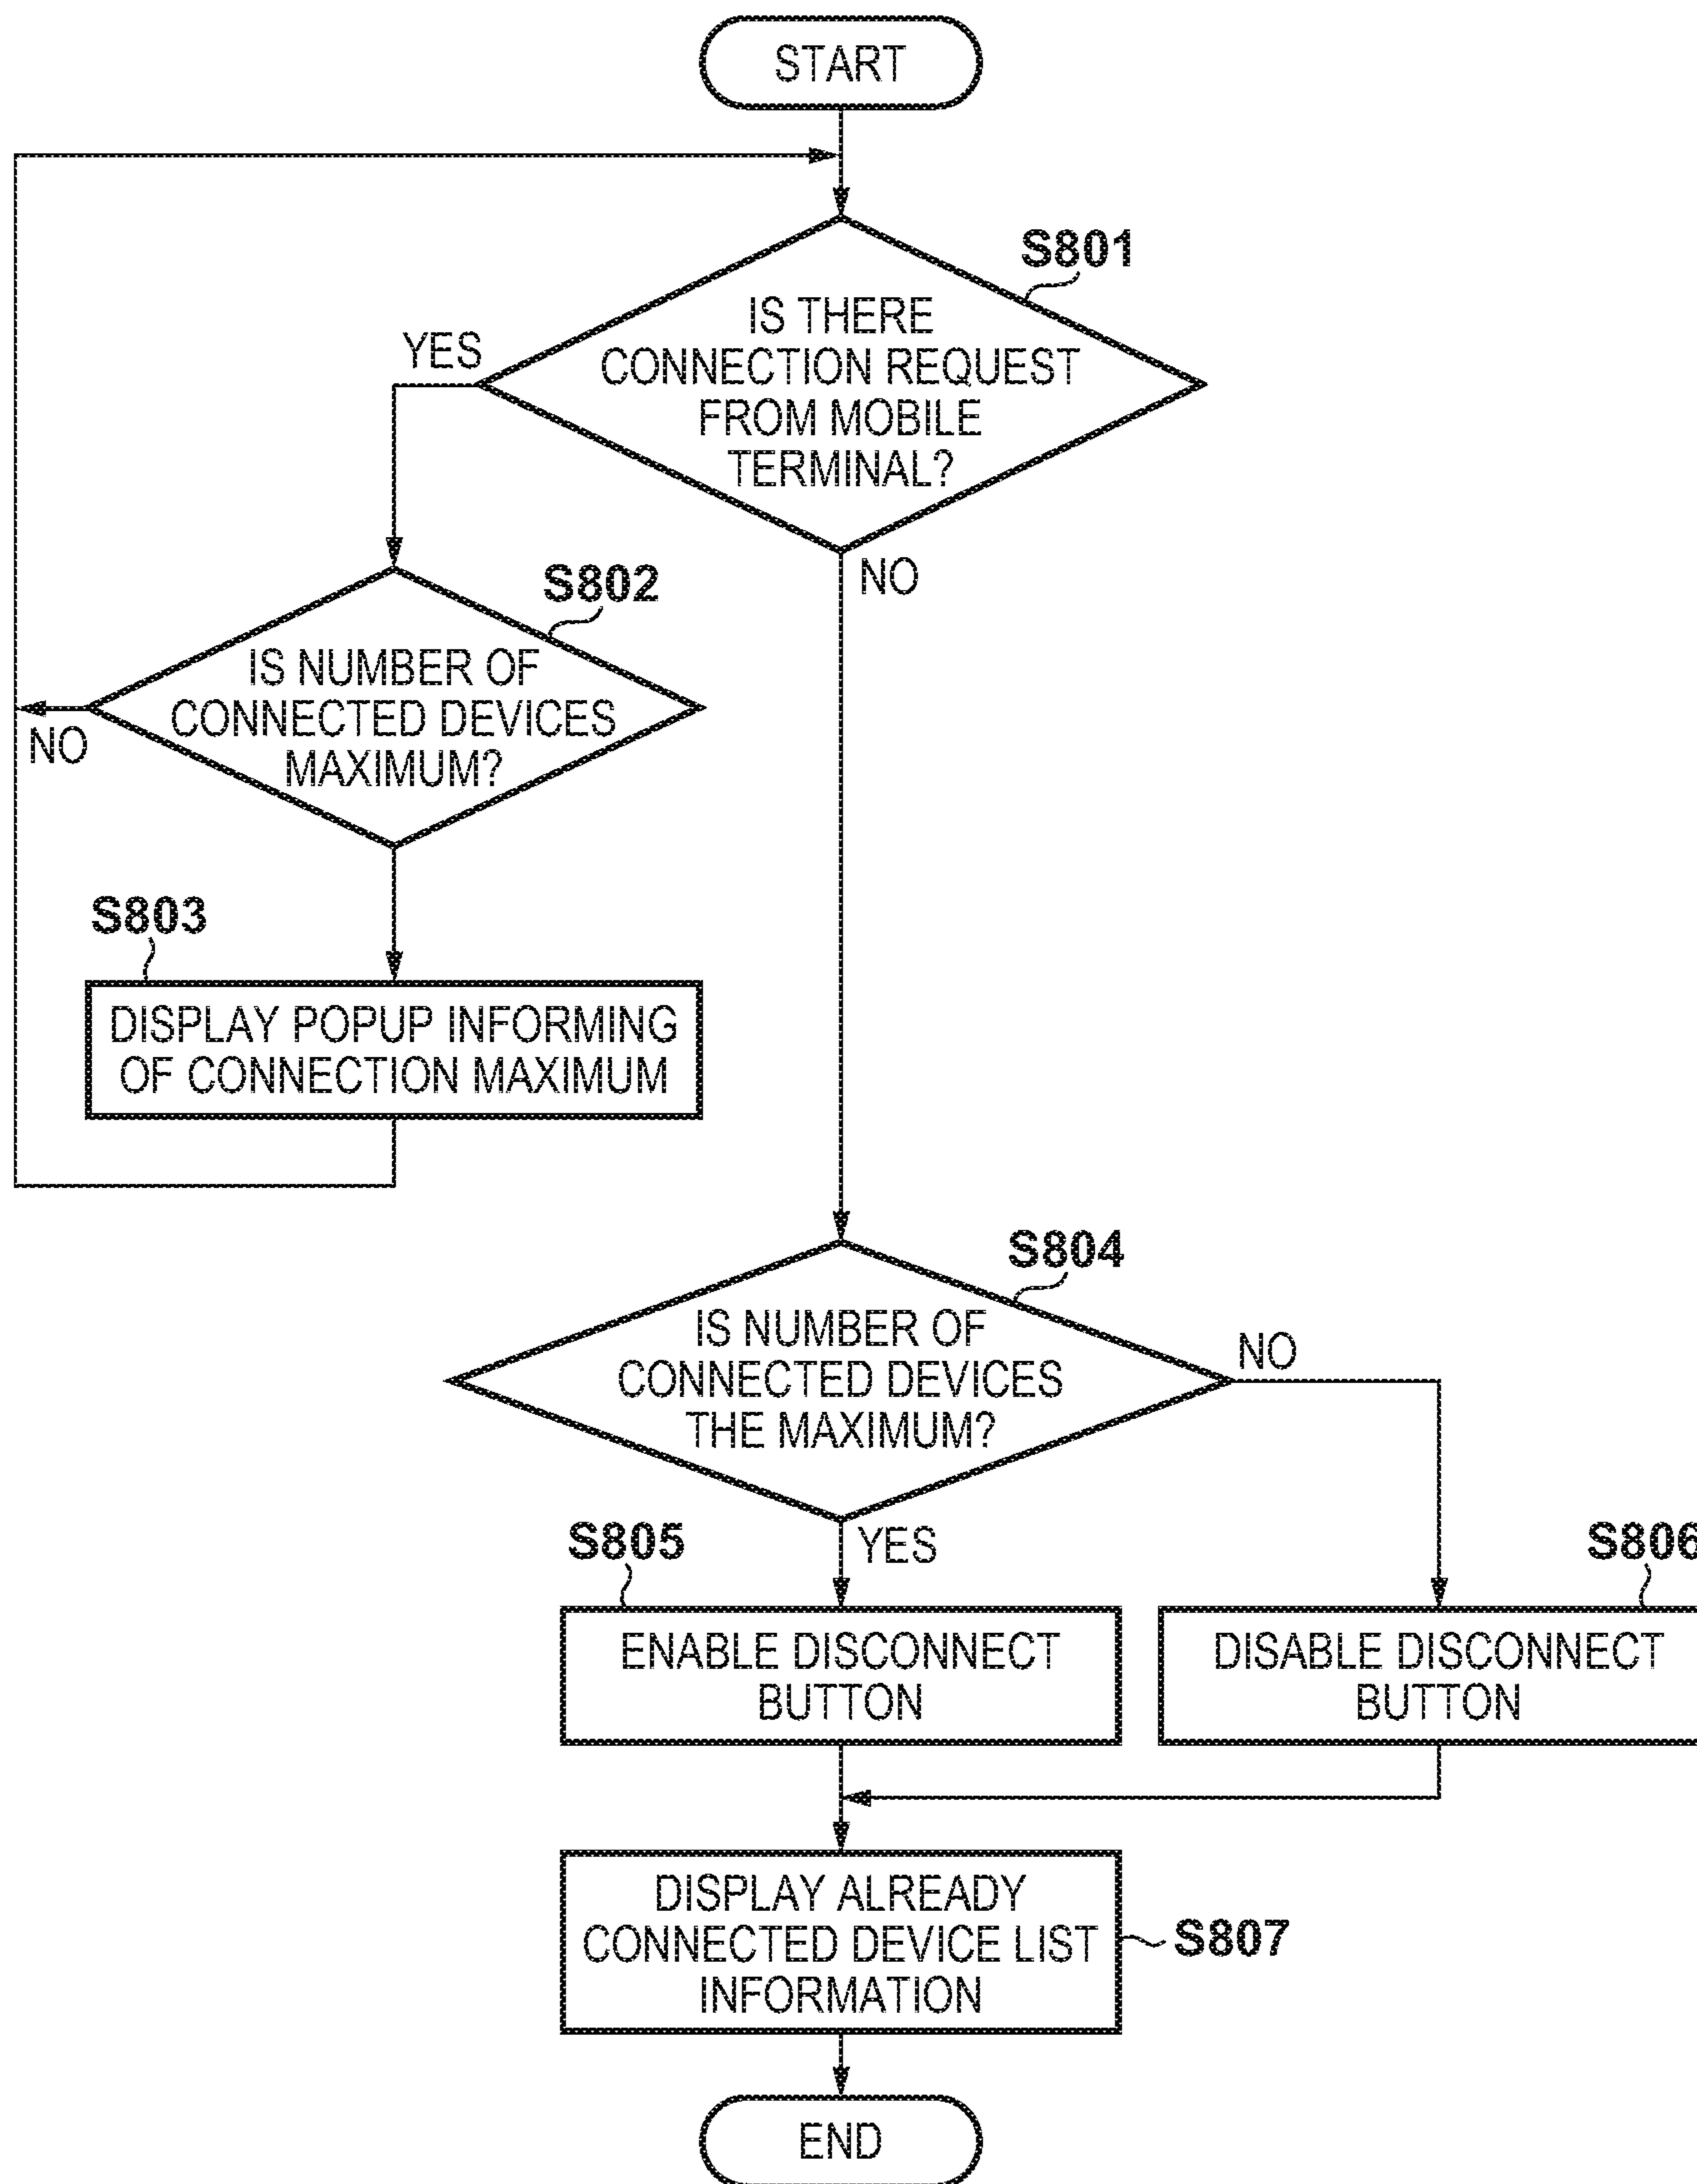 START
S801
IS THERE
CONNECTION REQUEST
FROM MOBILE
TERMINAL?
YES
NO
S802
IS NUMBER OF
CONNECTED DEVICES
MAXIMUM?
NO
S803
DISPLAY POPUP INFORMING
OF CONNECTION MAXIMUM
S804
IS NUMBER OF
CONNECTED DEVICES
THE MAXIMUM?
NO
YES
S805
ENABLE DISCONNECT
BUTTON
S806
DISABLE DISCONNECT
BUTTON
DISPLAY ALREADY
CONNECTED DEVICE LIST
INFORMATION
S807
END